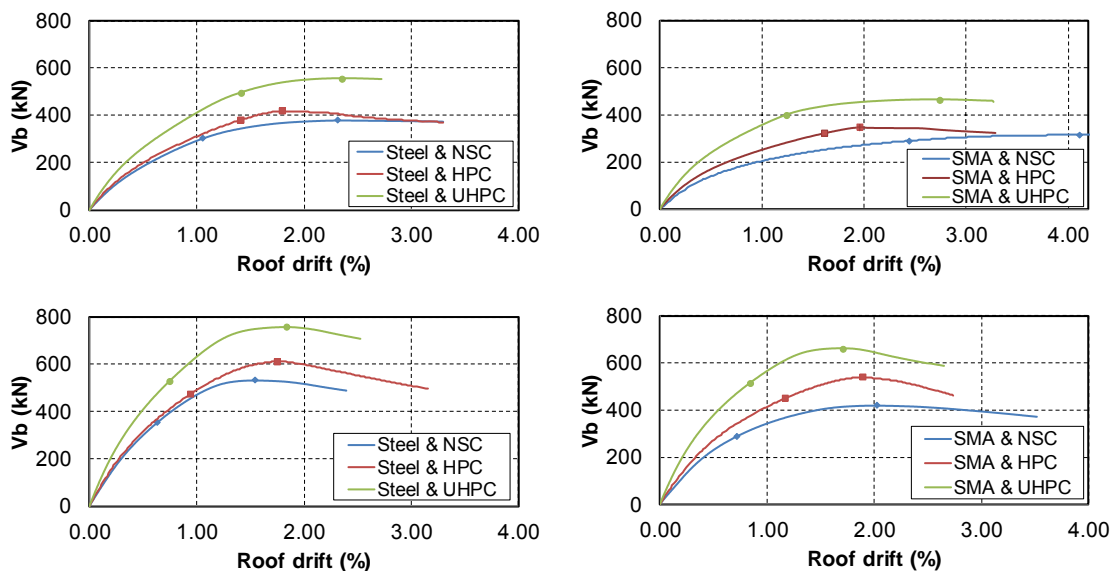 800
600
400
200
0
Vb (kN)
Steel & NSC
Steel & HPC
Steel & UHPC
0.00 1.00 2.00 3.00 4.00
Roof drift (%)
800
600
400
200
0
Vb (kN)
SMA & NSC
SMA & HPC
SMA & UHPC
0.00 1.00 2.00 3.00 4.00
Roof drift (%)
800
600
400
200
0
Vb (kN)
Steel & NSC
Steel & HPC
Steel & UHPC
0.00 1.00 2.00 3.00 4.00
Roof drift (%)
800
600
400
200
0
Vb (kN)
SMA & NSC
SMA & HPC
SMA & UHPC
0.00 1.00 2.00 3.00 4.00
Roof drift (%)